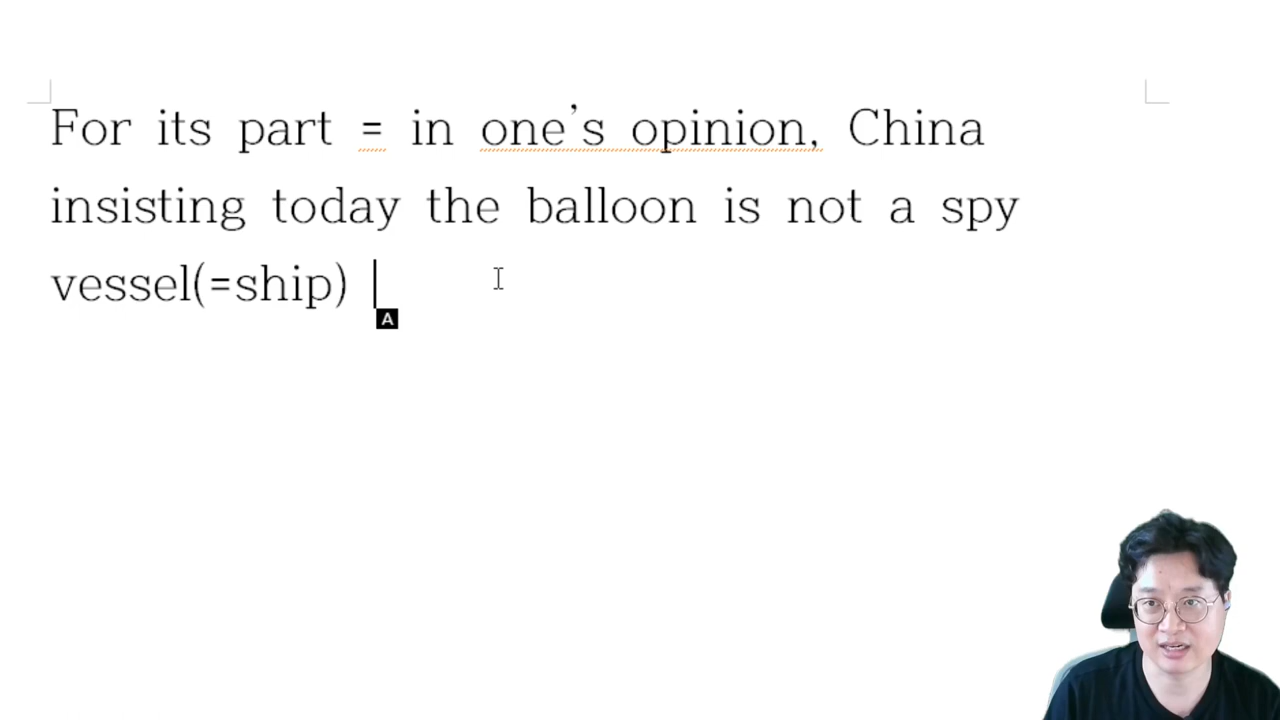 For its part = in one’s opinion, China
insisting today the balloon is not a spy
vessel(=ship)
A